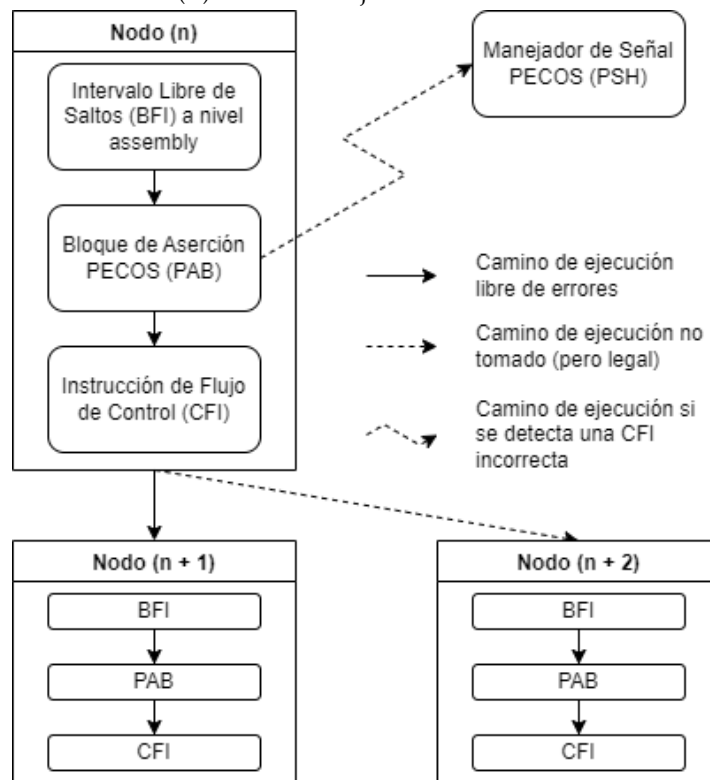 Nodo (n)
Intervalo Libre de
Saltos (BFI) a nivel
assembly
Bloque de Aserción
PECOS (PAB)
Instrucción de Flujo
de Control (CFI)
Manejador de Señal
PECOS (PSH)
Camino de ejecución
libre de errores
Camino de ejecución no
tomado (pero legal)
Camino de ejecución si
se detecta una CFI
incorrecta
Nodo (n + 1)
BFI
PAB
CFI
Nodo (n + 2)
BFI
PAB
CFI